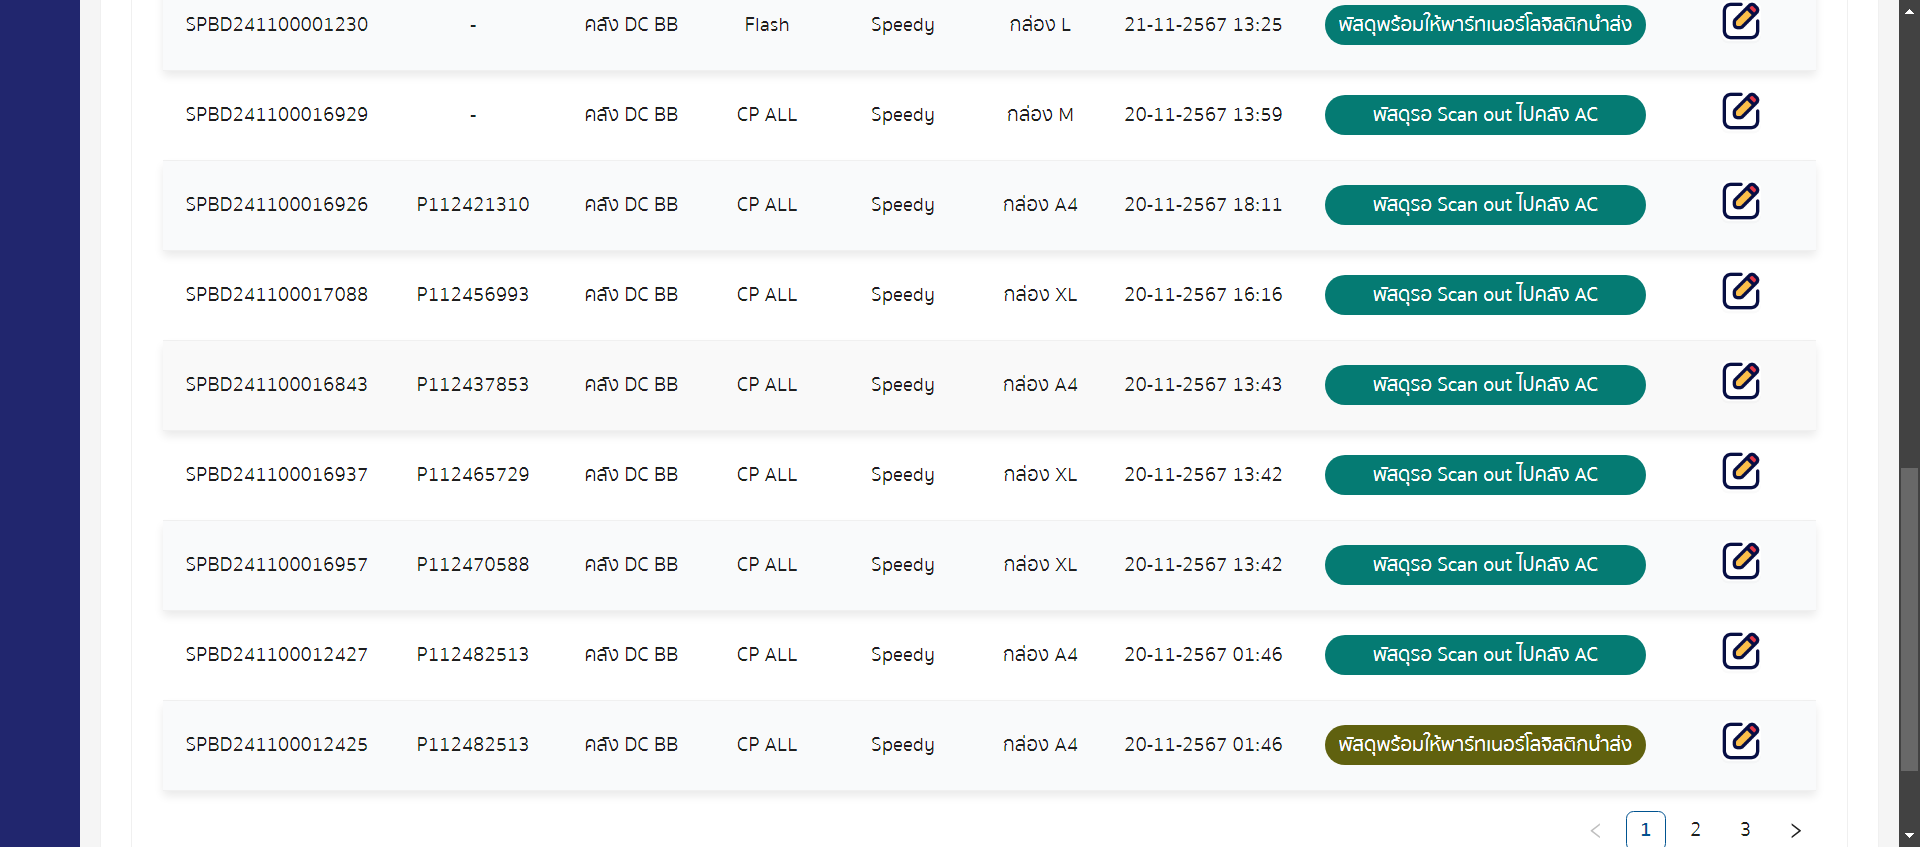 SPBD241100001230 - คลัง DC BB Flash Speedy กล่อง L 21-11-2567 13:25 พัสดุพร้อมให้พาร์ทเนอร์โลจิสติกนำส่ง
SPBD241100016929 - คลัง DC BB CP ALL Speedy กล่อง M 20-11-2567 13:59 พัสดุรอ Scan out ไปคลัง AC
SPBD241100016926 P112421310 คลัง DC BB CP ALL Speedy กล่อง A4 20-11-2567 18:11 พัสดุรอ Scan out ไปคลัง AC
SPBD241100017088 P112456993 คลัง DC BB CP ALL Speedy กล่อง XL 20-11-2567 16:16 พัสดุรอ Scan out ไปคลัง AC
SPBD241100016843 P112437853 คลัง DC BB CP ALL Speedy กล่อง A4 20-11-2567 13:43 พัสดุรอ Scan out ไปคลัง AC
SPBD241100016937 P112465729 คลัง DC BB CP ALL Speedy กล่อง XL 20-11-2567 13:42 พัสดุรอ Scan out ไปคลัง AC
SPBD241100016957 P112470588 คลัง DC BB CP ALL Speedy กล่อง XL 20-11-2567 13:42 พัสดุรอ Scan out ไปคลัง AC
SPBD241100012427 P112482513 คลัง DC BB CP ALL Speedy กล่อง A4 20-11-2567 01:46 พัสดุรอ Scan out ไปคลัง AC
SPBD241100012425 P112482513 คลัง DC BB CP ALL Speedy กล่อง A4 20-11-2567 01:46 พัสดุพร้อมให้พาร์ทเนอร์โลจิสติกนำส่ง
1 2 3